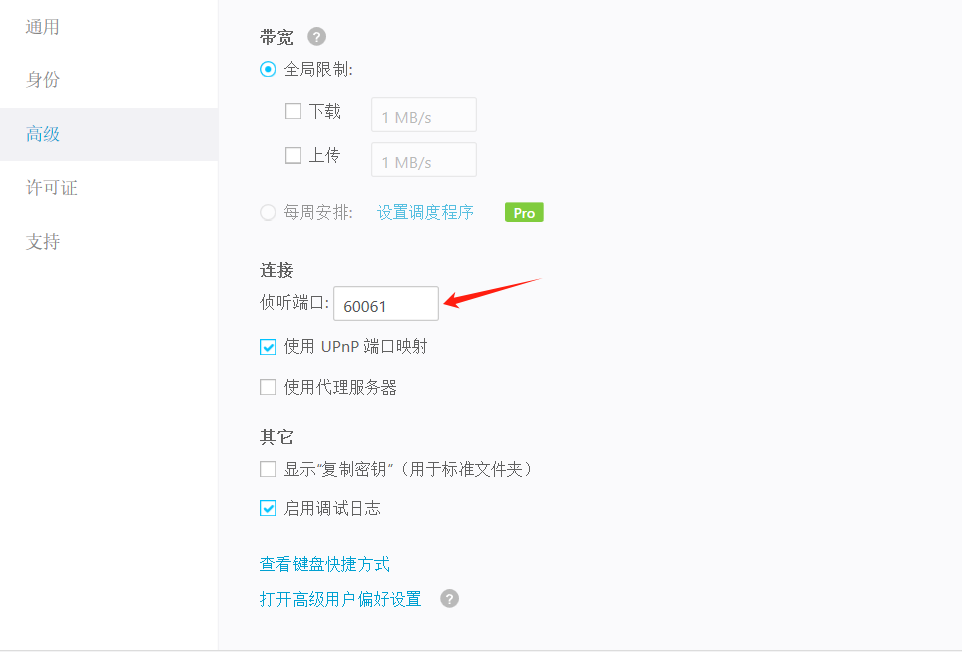 通用
身份
高级
许可证
支持
带宽 ?
全局限制:
下载 1 MB/s
上传 1 MB/s
每周安排: 设置调度程序 Pro
连接
侦听端口: 60061
使用 UPnP 端口映射
使用代理服务器
其它
显示“复制密钥”（用于标准文件夹）
启用调试日志
查看键盘快捷方式
打开高级用户偏好设置 ?